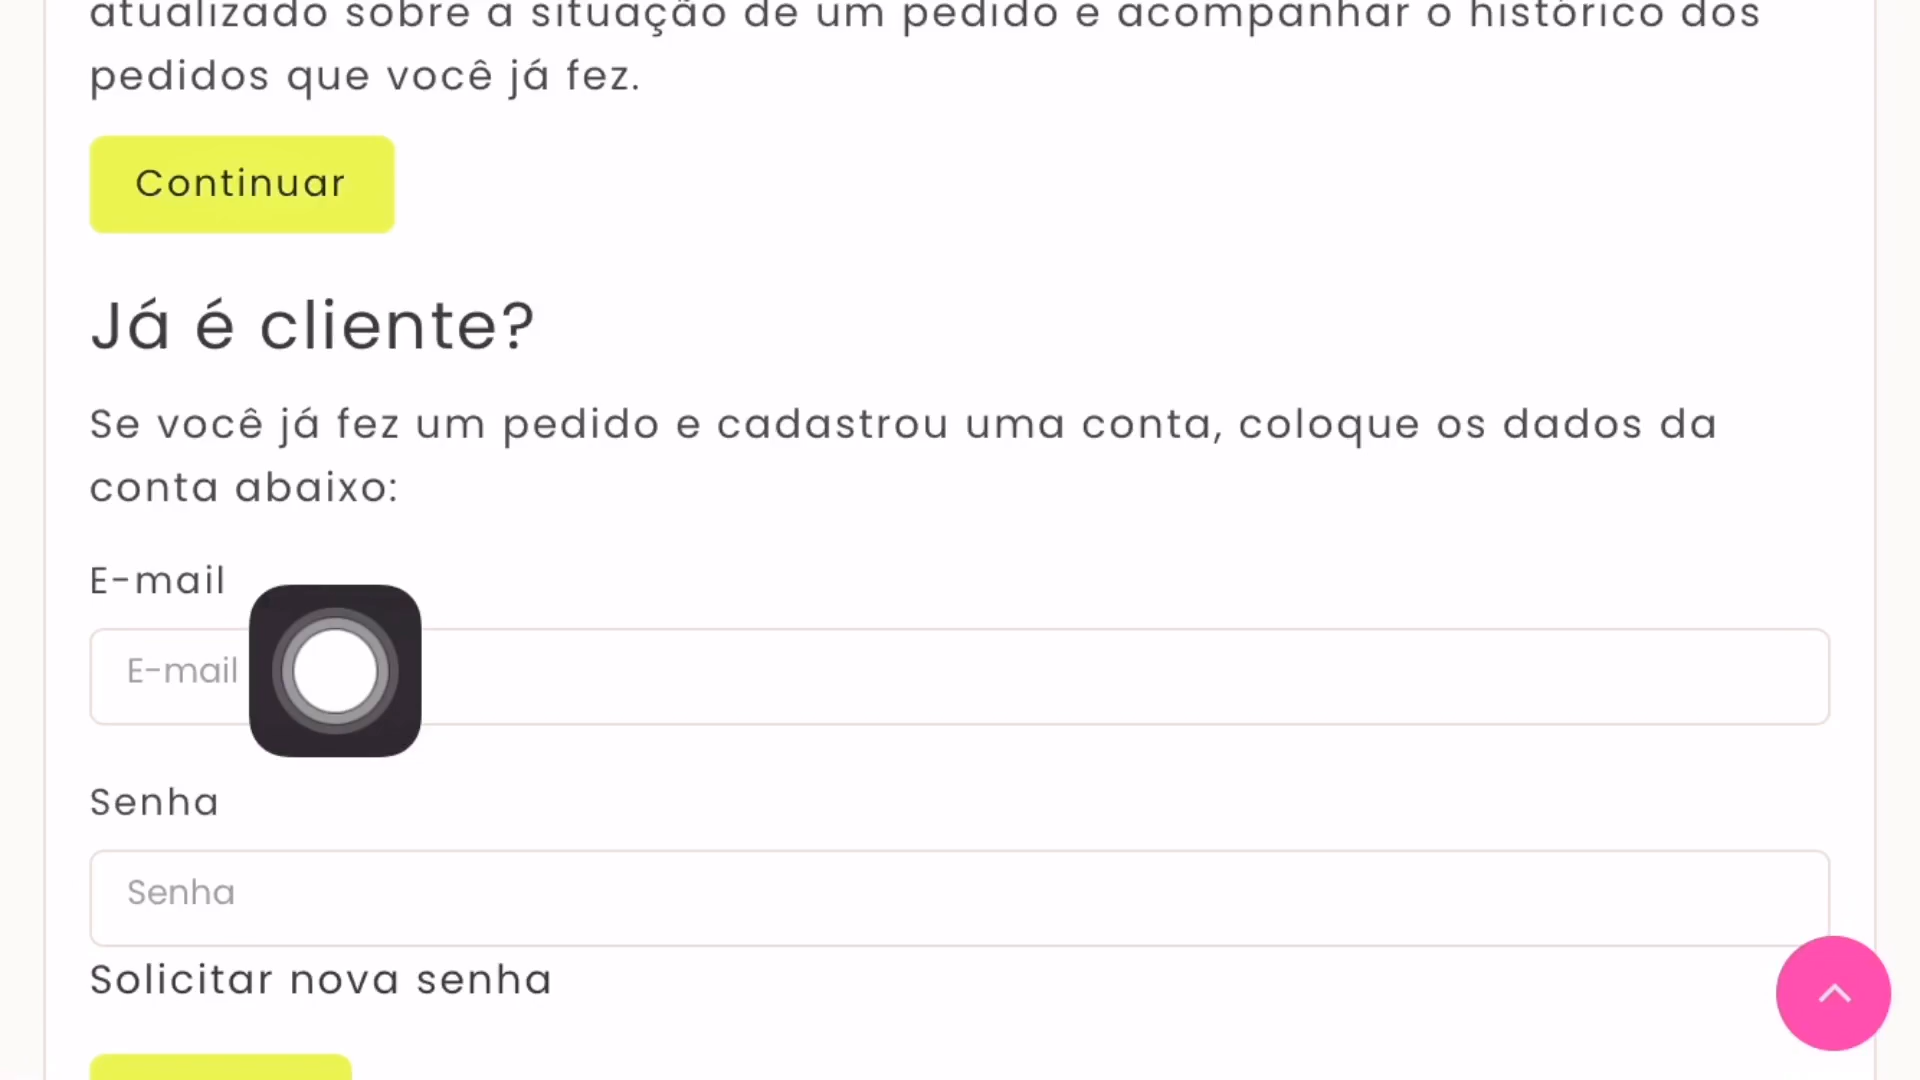 atualizado sobre a situação de um pedido e acompanhar o histórico dos
pedidos que você já fez.
Continuar
Já é cliente?
Se você já fez um pedido e cadastrou uma conta, coloque os dados da
conta abaixo:
E-mail
E-mail
Senha
Senha
Solicitar nova senha